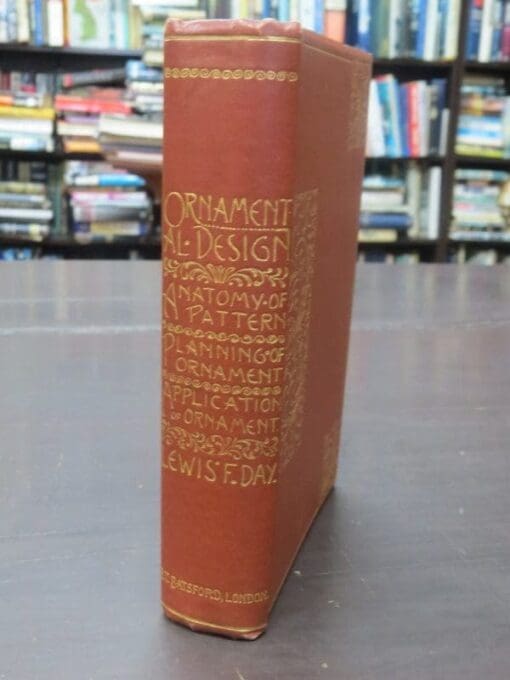 ORNAMENT-
AL·DESIGN
ANATOMY·OF
PATTERN
PLANNING·OF
ORNAMENT
APPLICATION
OF ORNAMENT.
LEWIS·F.DAY.
BATSFORD, LONDON.